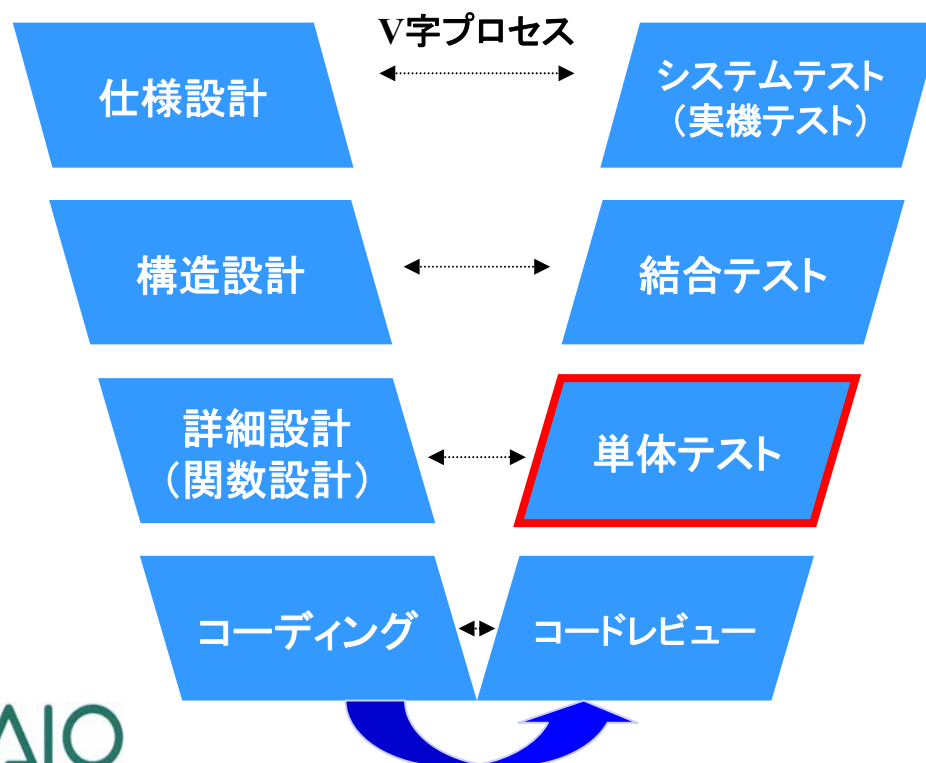 V字プロセス
仕様設計
システムテスト
（実機テスト）
構造設計
結合テスト
詳細設計
（関数設計）
単体テスト
コーディング
コードレビュー
AIO